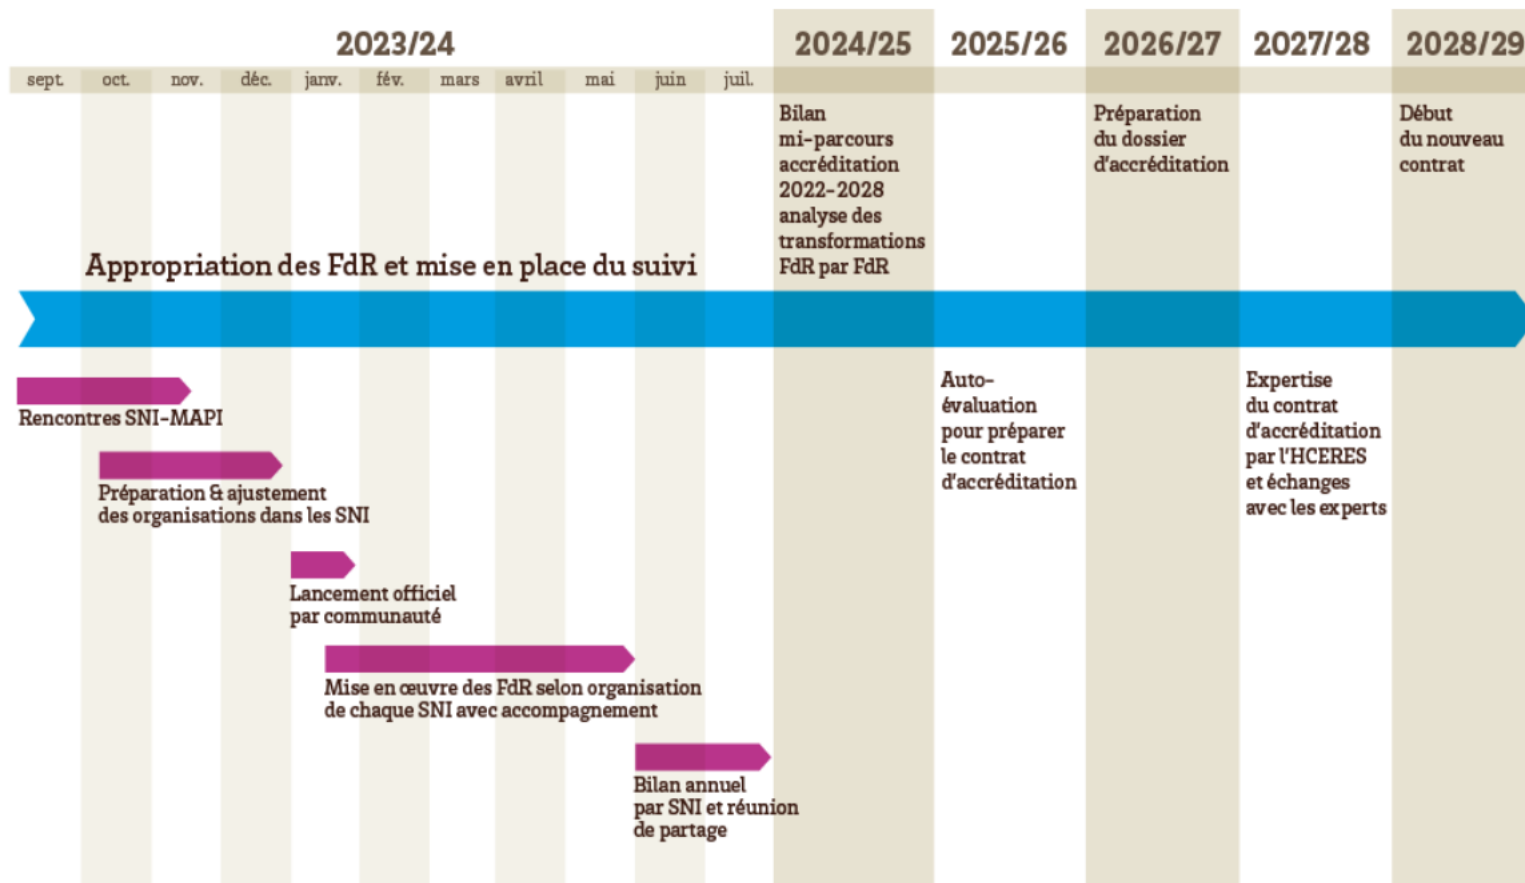 2023/24
2024/25
2025/26
2026/27
2027/28
2028/29
sept.
oct.
nov.
déc.
janv.
fév.
mars
avril
mai
juin
juil.
Bilan
mi-parcours
accréditation
2022-2028
analyse des
transformations
FdR par FdR
Préparation
du dossier
d'accréditation
Début
du nouveau
contrat
Appropriation des FdR et mise en place du suivi
Rencontres SNI-MAPI
Préparation & ajustement
des organisations dans les SNI
Lancement officiel
par communauté
Mise en œuvre des FdR selon organisation
de chaque SNI avec accompagnement
Bilan annuel
par SNI et réunion
de partage
Auto-
évaluation
pour préparer
le contrat
d'accréditation
Expertise
du contrat
d'accréditation
par l'HCERES
et échanges
avec les experts